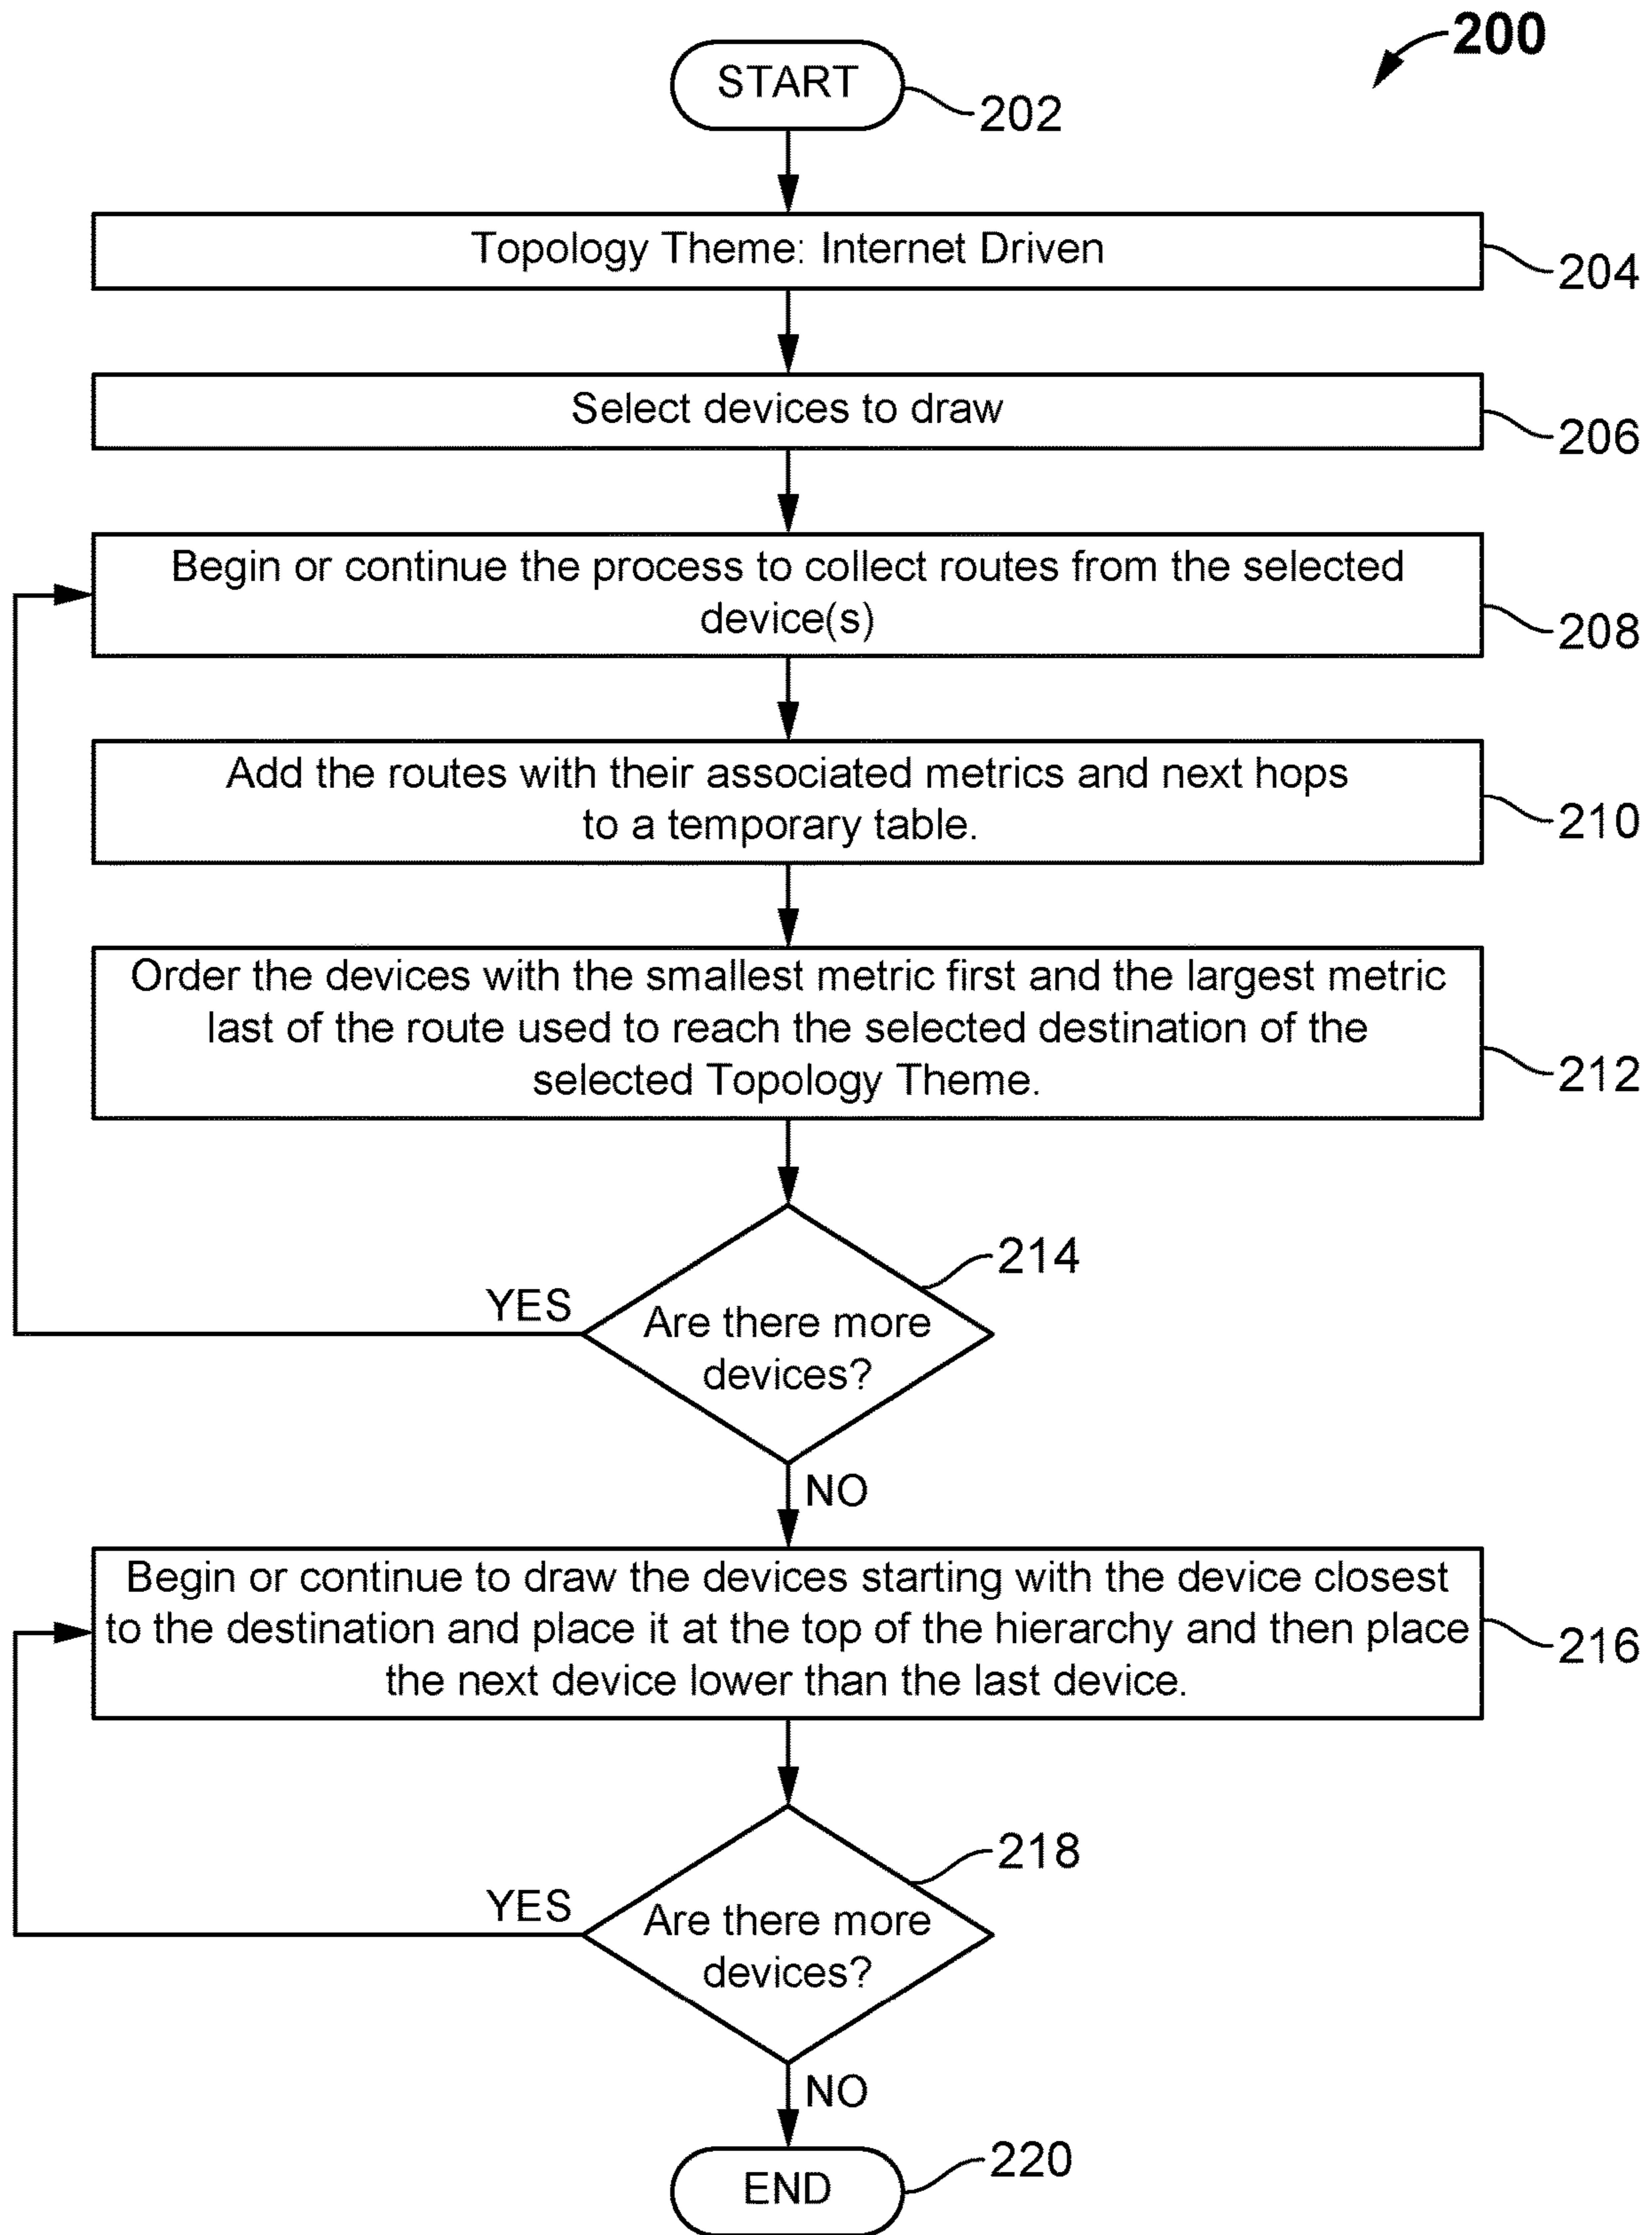 200
START
202
Topology Theme: Internet Driven
204
Select devices to draw
206
Begin or continue the process to collect routes from the selected
device(s)
208
Add the routes with their associated metrics and next hops
to a temporary table.
210
Order the devices with the smallest metric first and the largest metric
last of the route used to reach the selected destination of the
selected Topology Theme.
212
214
YES
Are there more
devices?
NO
Begin or continue to draw the devices starting with the device closest
to the destination and place it at the top of the hierarchy and then place
the next device lower than the last device.
216
218
YES
Are there more
devices?
NO
220
END